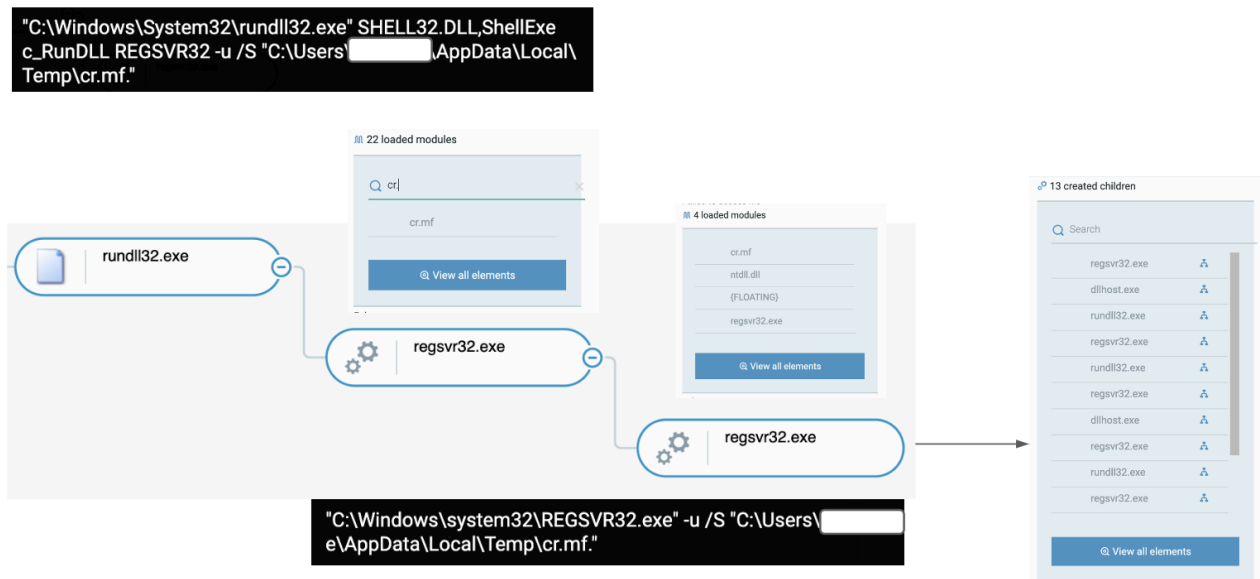 "C:\Windows\System32\rundll32.exe" SHELL32.DLL,ShellExe
c_RunDLL REGSVR32 -u /S "C:\Users\ \AppData\Local\
Temp\cr.mf."
22 loaded modules
cr.
cr.mf
View all elements
rundll32.exe
regsvr32.exe
4 loaded modules
cr.mf
ntdll.dll
{FLOATING}
regsvr32.exe
View all elements
regsvr32.exe
"C:\Windows\system32\REGSVR32.exe" -u /S "C:\Users\
e\AppData\Local\Temp\cr.mf."
13 created children
Search
regsvr32.exe
dllhost.exe
rundll32.exe
regsvr32.exe
rundll32.exe
regsvr32.exe
dllhost.exe
regsvr32.exe
rundll32.exe
regsvr32.exe
View all elements